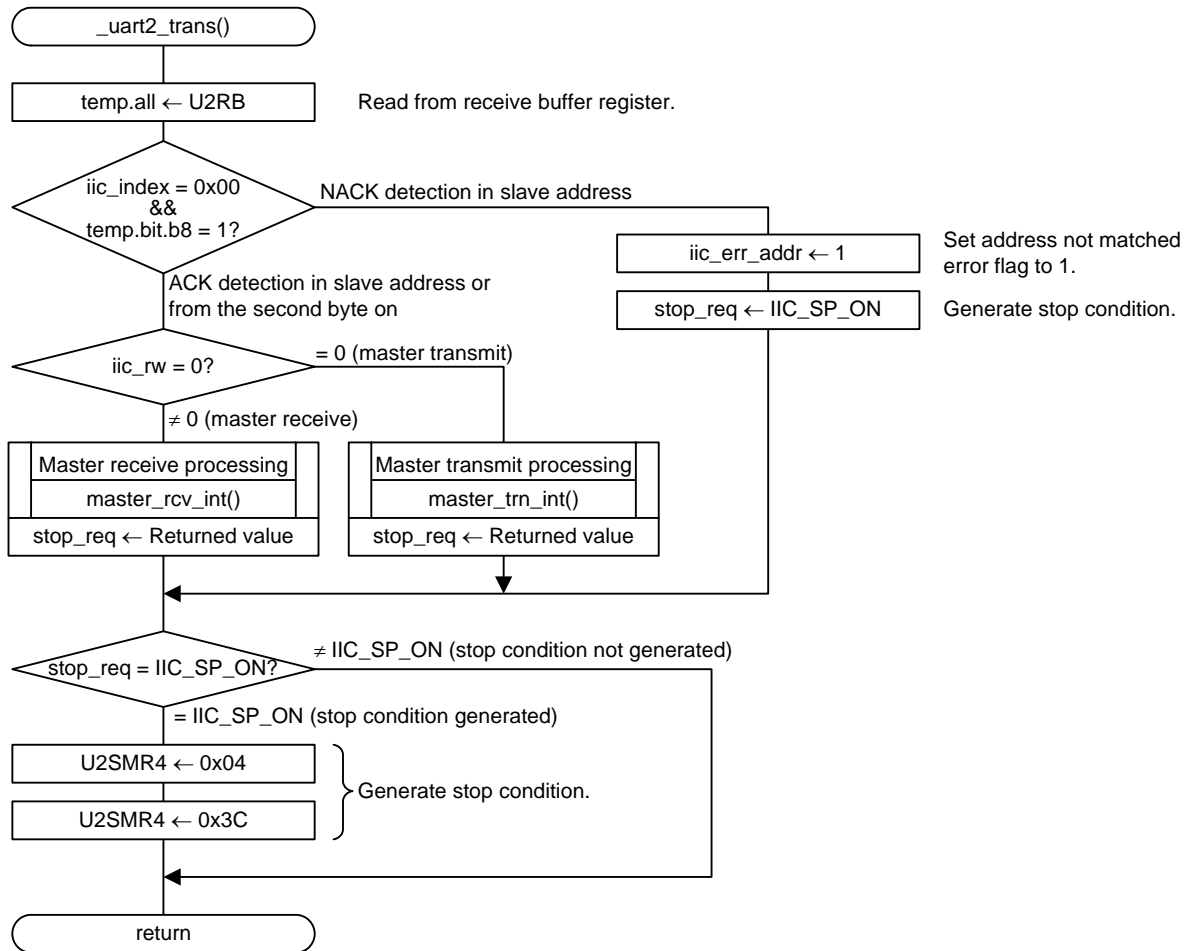 _uart2_trans()
temp.all ← U2RB
Read from receive buffer register.
iic_index = 0x00
&&
temp.bit.b8 = 1?
NACK detection in slave address
iic_err_addr ← 1
Set address not matched
error flag to 1.
stop_req ← IIC_SP_ON
Generate stop condition.
ACK detection in slave address or
from the second byte on
iic_rw = 0?
= 0 (master transmit)
≠ 0 (master receive)
Master receive processing
master_rcv_int()
stop_req ← Returned value
Master transmit processing
master_trn_int()
stop_req ← Returned value
stop_req = IIC_SP_ON?
≠ IIC_SP_ON (stop condition not generated)
= IIC_SP_ON (stop condition generated)
U2SMR4 ← 0x04
U2SMR4 ← 0x3C
Generate stop condition.
return